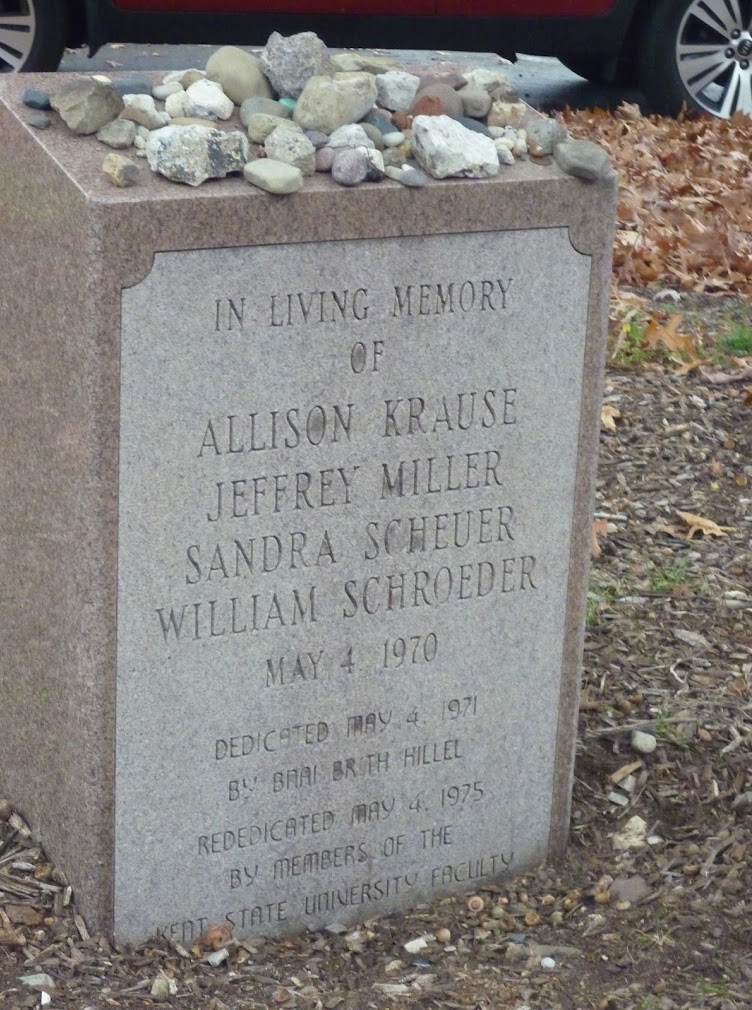 IN LIVING MEMORY
OF
ALLISON KRAUSE
JEFFREY MILLER
SANDRA SCHEUER
WILLIAM SCHROEDER
MAY 4 1970
DEDICATED MAY 4, 1971
BY BNAI BRITH HILLEL
REDEDICATED MAY 4, 1975
BY MEMBERS OF THE
KENT STATE UNIVERSITY FACULTY